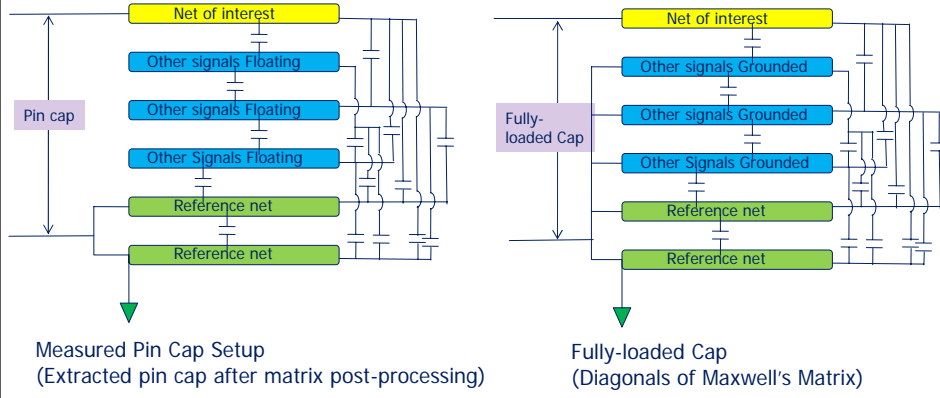 Net of interest
Other signals Floating
Other signals Floating
Other Signals Floating
Reference net
Reference net
Pin cap
Measured Pin Cap Setup
(Extracted pin cap after matrix post-processing)
Net of interest
Other signals Grounded
Other signals Grounded
Other Signals Grounded
Reference net
Reference net
Fully-
loaded Cap
Fully-loaded Cap
(Diagonals of Maxwell's Matrix)